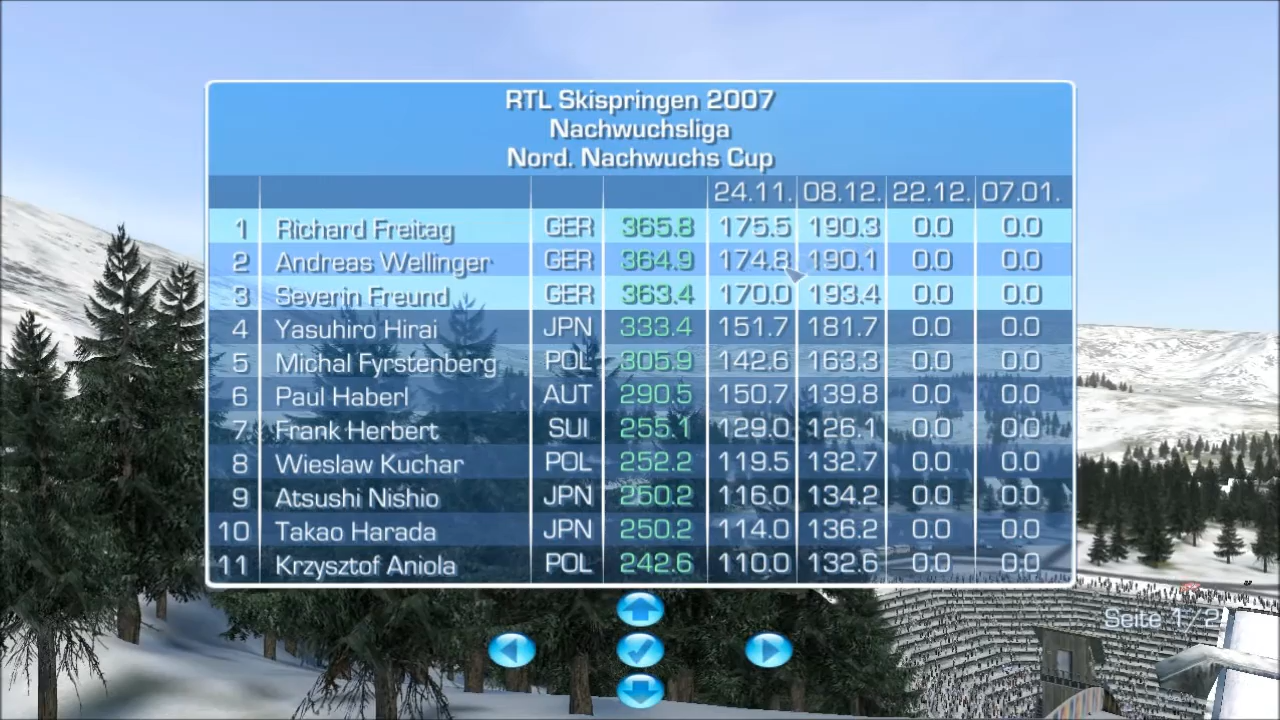 RTL Skispringen 2007
Nachwuchsliga
Nord. Nachwuchs Cup
24.11. 08.12. 22.12. 07.01.
1 Richard Freitag GER 365.8 175.5 190.3 0.0 0.0
2 Andreas Wellinger GER 364.9 174.8 190.1 0.0 0.0
3 Severin Freund GER 363.4 170.0 193.4 0.0 0.0
4 Yasuhiro Hirai JPN 333.4 151.7 181.7 0.0 0.0
5 Michal Fyrstenberg POL 305.9 142.6 163.3 0.0 0.0
6 Paul Haberl AUT 290.5 150.7 139.8 0.0 0.0
7 Frank Herbert SUI 255.1 129.0 126.1 0.0 0.0
8 Wieslaw Kuchar POL 252.2 119.5 132.7 0.0 0.0
9 Atsushi Nishio JPN 250.2 116.0 134.2 0.0 0.0
10 Takao Harada JPN 250.2 114.0 136.2 0.0 0.0
11 Krzysztof Aniola POL 242.6 110.0 132.6 0.0 0.0
Seite 1/2